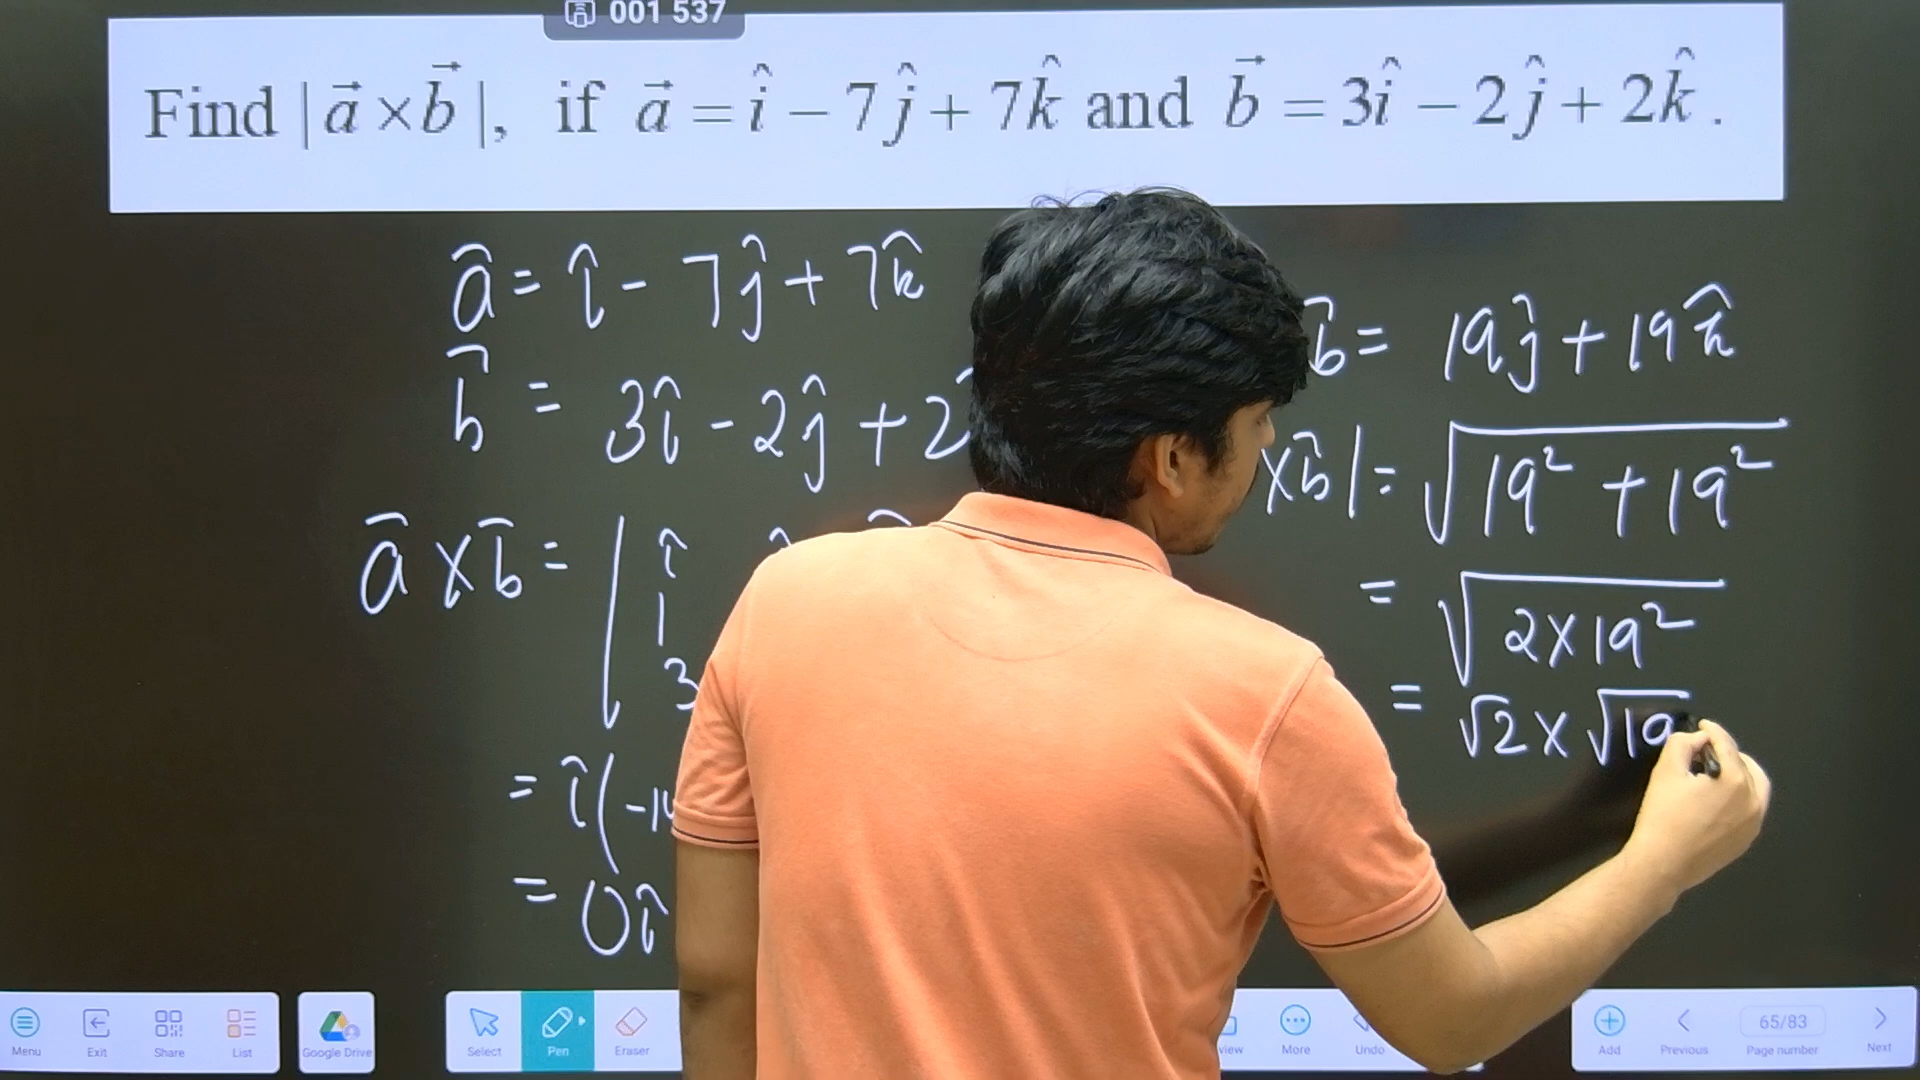 001 537
Find | a⃗ × b⃗ |, if a⃗ = î − 7ĵ + 7k̂ and b⃗ = 3î − 2ĵ + 2k̂ .
a⃗ = î - 7ĵ + 7k̂
b⃗ = 3î - 2ĵ + 2
a⃗ × b⃗ = | î
1
3
= î(-14
= 0î
b⃗ = 19ĵ + 19k̂
× b⃗ | = √(19² + 19²)
= √(2×19²)
= √2 × √19
Menu
Exit
Share
List
Google Drive
Select
Pen
Eraser
view
More
Undo
Add
Previous
65/83
Page number
Next